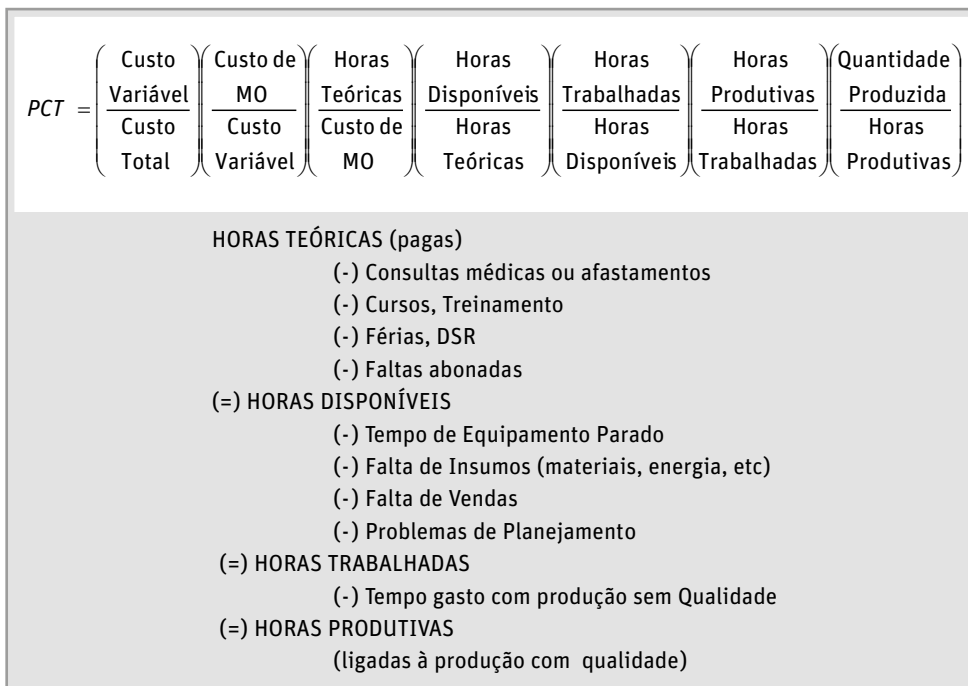 Custo Custo de Horas Horas Horas Horas Quantidade
PCT = Variável MO Teóricas Disponíveis Trabalhadas Produtivas Produzida
Custo Custo Custo de Horas Horas Horas Horas
Total Variável MO Teóricas Disponíveis Trabalhadas Produtivas
HORAS TEÓRICAS (pagas)
(-) Consultas médicas ou afastamentos
(-) Cursos, Treinamento
(-) Férias, DSR
(-) Faltas abonadas
(=) HORAS DISPONÍVEIS
(-) Tempo de Equipamento Parado
(-) Falta de Insumos (materiais, energia, etc)
(-) Falta de Vendas
(-) Problemas de Planejamento
(=) HORAS TRABALHADAS
(-) Tempo gasto com produção sem Qualidade
(=) HORAS PRODUTIVAS
(ligadas à produção com qualidade)